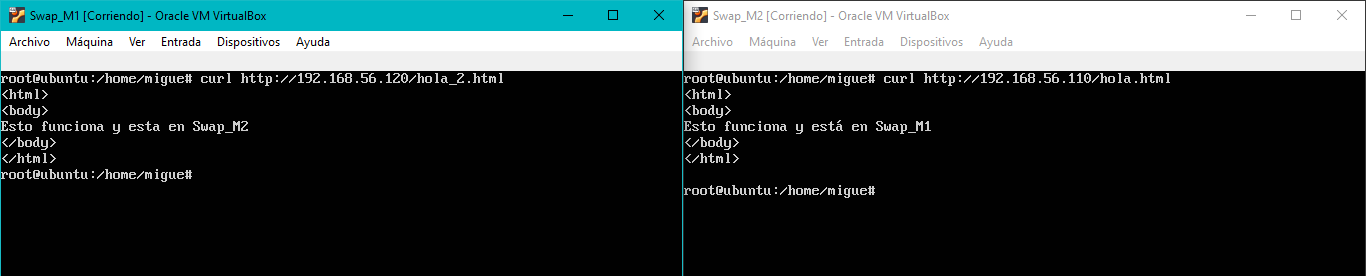 Swap_M1 [Corriendo] - Oracle VM VirtualBox
Archivo Máquina Ver Entrada Dispositivos Ayuda
root@ubuntu:/home/migue# curl http://192.168.56.120/hola_2.html
<html>
<body>
Esto funciona y esta en Swap_M2
</body>
</html>
root@ubuntu:/home/migue#
Swap_M2 [Corriendo] - Oracle VM VirtualBox
Archivo Máquina Ver Entrada Dispositivos Ayuda
root@ubuntu:/home/migue# curl http://192.168.56.110/hola.html
<html>
<body>
Esto funciona y está en Swap_M1
</body>
</html>
root@ubuntu:/home/migue#